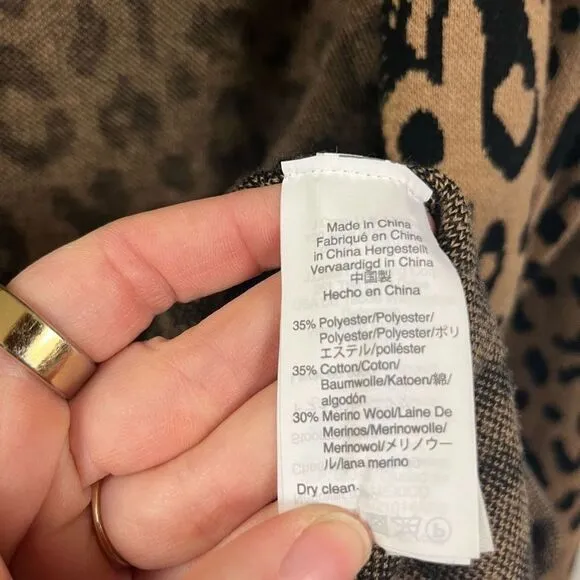 Made in China
Fabriqué en Chine
in China Hergestellt
Vervaardigd in China
中国製
Hecho en China
35% Polyester/Polyester/
Polyester/Polyester/ポリ
エステル/poliéster
35% Cotton/Coton/
Baumwolle/Katoen/綿/
algodón
30% Merino Wool/Laine De
Merinos/Merinowolle/
Merinowol/メリノウー
ル/lana merino
Dry clean.